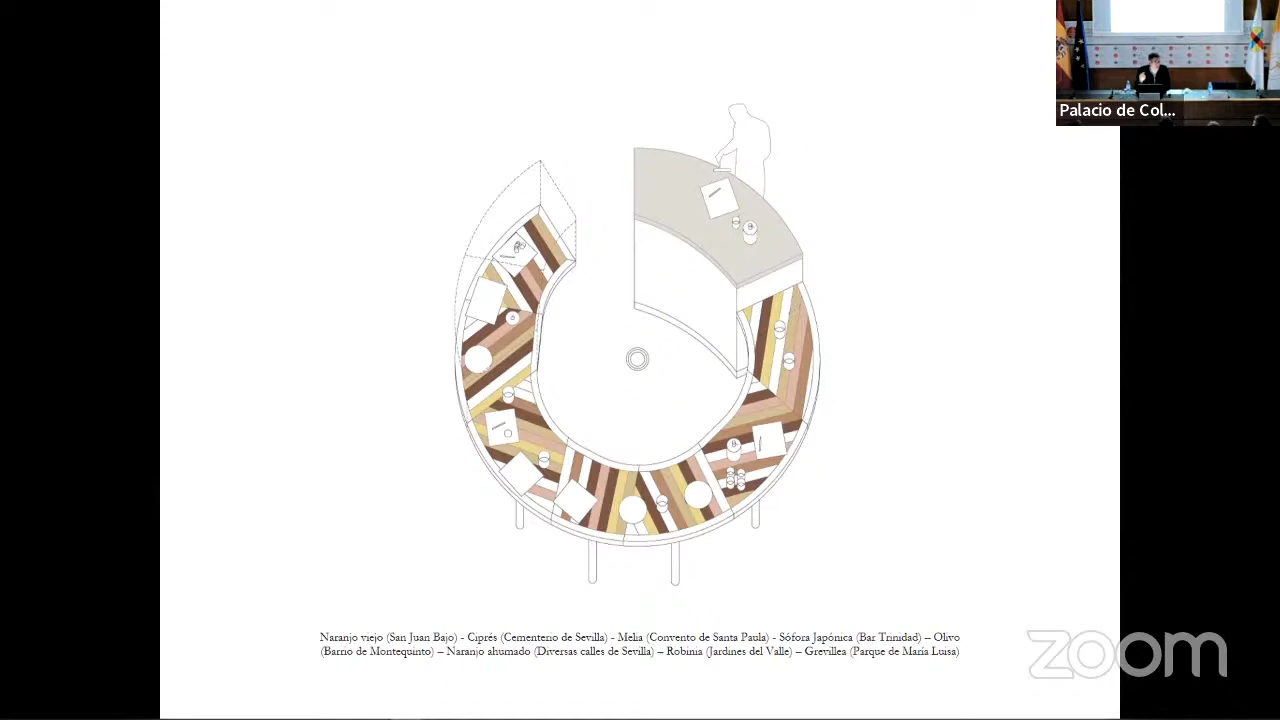 Palacio de Col...
Naranjo viejo (San Juan Bajo) - Ciprés (Cementerio de Sevilla) - Melia (Convento de Santa Paula) - Sófora Japónica (Bar Trinidad) – Olivo
(Barrio de Montequinto) – Naranjo ahumado (Diversas calles de Sevilla) – Robinia (Jardines del Valle) – Grevillea (Parque de María Luisa)
zoom